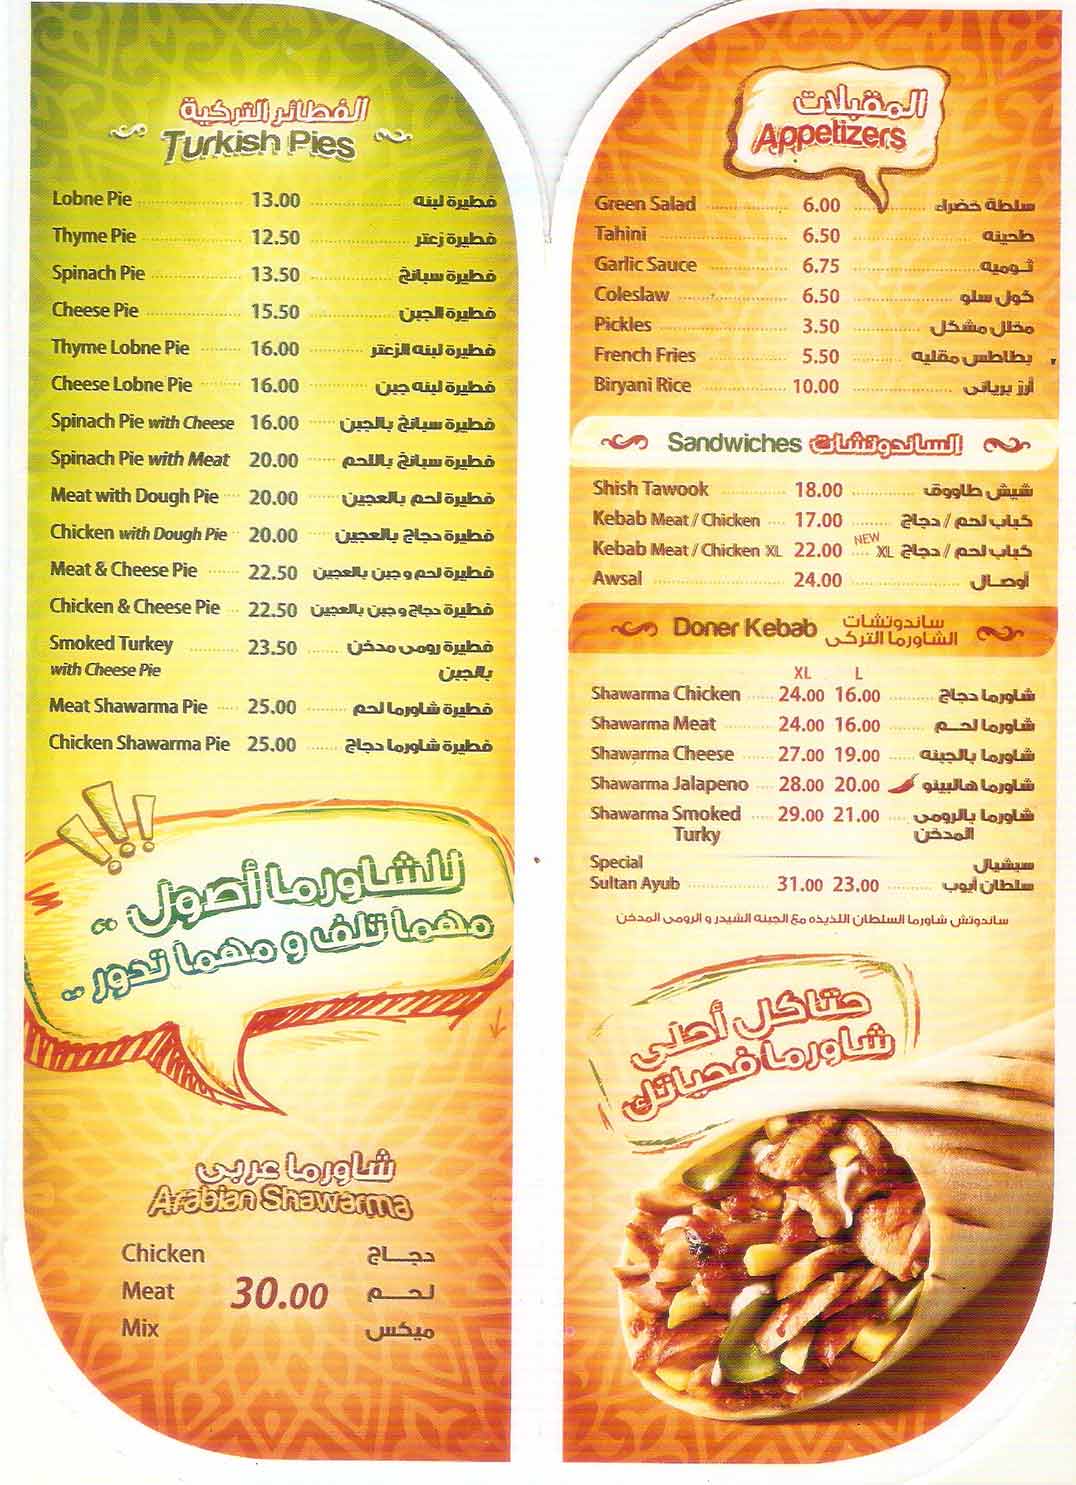 الفطائر التركية
Turkish Pies
Lobne Pie 13.00 فطيرة لبنه
Thyme Pie 12.50 فطيرة زعتر
Spinach Pie 13.50 فطيرة سبانخ
Cheese Pie 15.50 فطيرة الجبن
Thyme Lobne Pie 16.00 فطيرة لبنه الزعتر
Cheese Lobne Pie 16.00 فطيرة لبنه جبن
Spinach Pie with Cheese 16.00 فطيرة سبانخ بالجبن
Spinach Pie with Meat 20.00 فطيرة سبانخ باللحم
Meat with Dough Pie 20.00 فطيرة لحم بالعجين
Chicken with Dough Pie 20.00 فطيرة دجاج بالعجين
Meat & Cheese Pie 22.50 فطيرة لحم و جبن بالعجين
Chicken & Cheese Pie 22.50 فطيرة دجاج و جبن بالعجين
Smoked Turkey 23.50 فطيرة رومى مدخن
with Cheese Pie بالجبن
Meat Shawarma Pie 25.00 فطيرة شاورما لحم
Chicken Shawarma Pie 25.00 فطيرة شاورما دجاج
!!!
للشاورما أصول ..
مهما تلف و مهما تدور ..
شاورما عربى
Arabian Shawarma
Chicken دجـاج
Meat 30.00 لحـم
Mix ميكس
المقبلات
Appetizers
Green Salad 6.00 سلطة خضراء
Tahini 6.50 طحينه
Garlic Sauce 6.75 ثـوميه
Coleslaw 6.50 كول سلو
Pickles 3.50 مخلل مشكل
French Fries 5.50 بطاطس مقليه
Biryani Rice 10.00 أرز بريانى
Sandwiches الساندوتشات
Shish Tawook 18.00 شيش طاووق
Kebab Meat / Chicken 17.00 كباب لحم / دجاج
Kebab Meat / Chicken XL 22.00 NEW XL كباب لحم / دجاج
Awsal 24.00 أوصـال
Doner Kebab ساندوتشات
الشاورما التركى
XL L
Shawarma Chicken 24.00 16.00 شاورما دجاج
Shawarma Meat 24.00 16.00 شاورما لحـم
Shawarma Cheese 27.00 19.00 شاورما بالجبنه
Shawarma Jalapeno 28.00 20.00 شاورما هالبينو
Shawarma Smoked 29.00 21.00 شاورما بالرومى
Turky المدخن
Special سبشيال
Sultan Ayub 31.00 23.00 سلطان أيوب
ساندوتش شاورما السلطان اللذيذه مع الجبنه الشيدر و الرومى المدخن
حتاكل أحلى
شاورما فحياتك